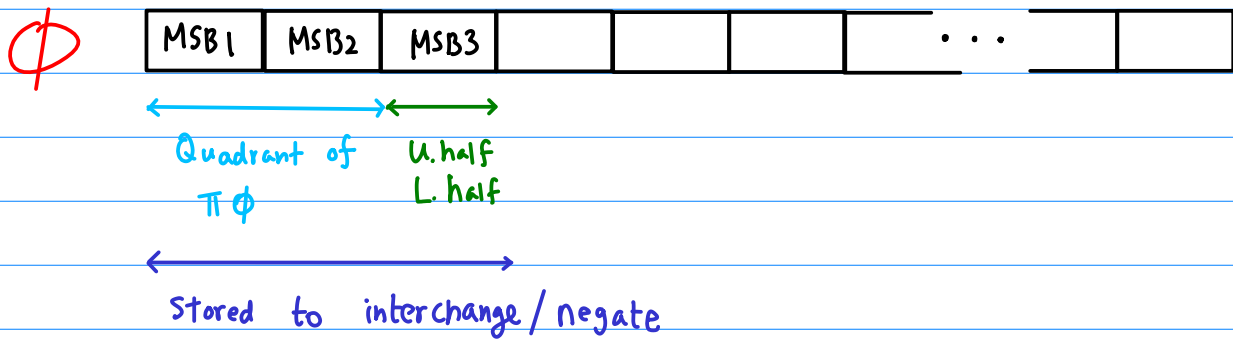 ϕ MSB1 MSB2 MSB3 ...
Quadrant of U.half
πϕ L.half
Stored to interchange/negate